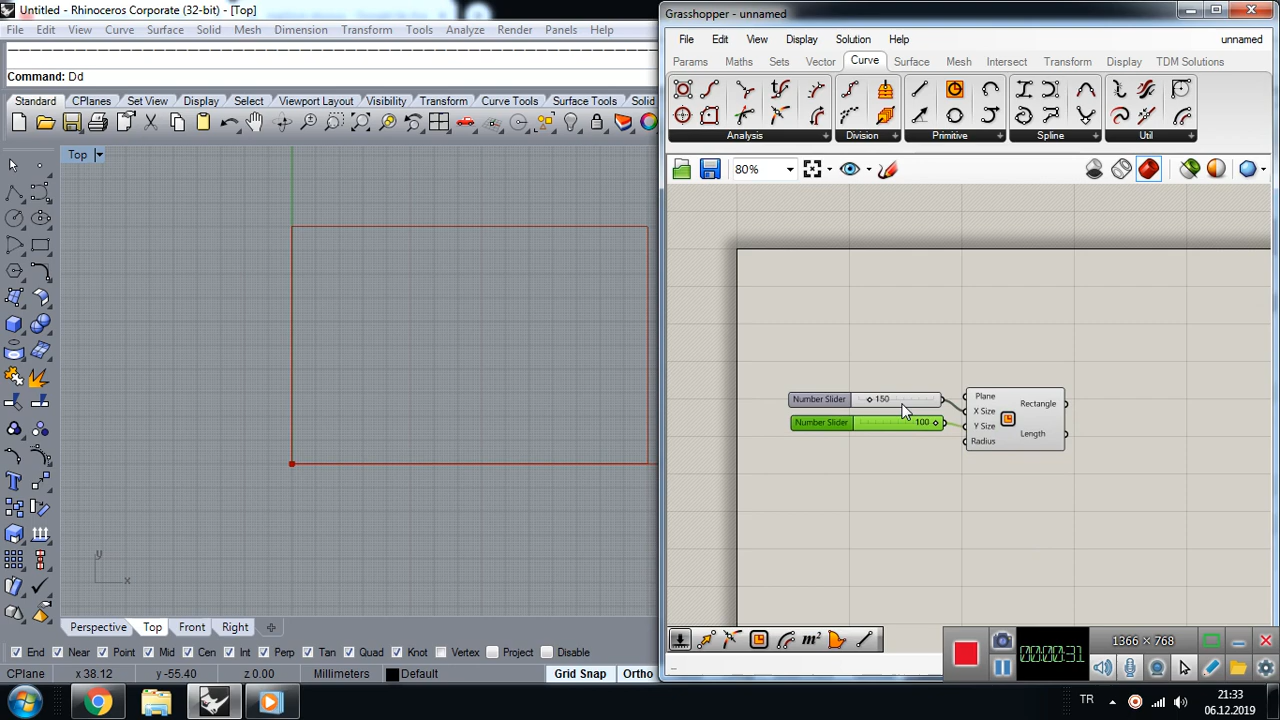 Untitled - Rhinoceros Corporate (32-bit) - [Top]
File Edit View Curve Surface Solid Mesh Dimension Transform Tools Analyze Render Panels Help
Command: Dd
Standard CPlanes Set View Display Select Viewport Layout Visibility Transform Curve Tools Surface Tools Solid
Top
y
x
Perspective Top Front Right
End Near Point Mid Cen Int Perp Tan Quad Knot Vertex Project Disable
CPlane x 38.12 y -55.40 z 0.00 Millimeters Default Grid Snap Ortho
Grasshopper - unnamed
File Edit View Display Solution Help unnamed
Params Maths Sets Vector Curve Surface Mesh Intersect Transform Display TDM Solutions
Analysis Division Primitive Spline Util
80%
Number Slider 150
Number Slider 100
Plane
X Size
Y Size
Radius
Rectangle
Length
m²
00:00:31
1366 × 768
TR
21:33
06.12.2019